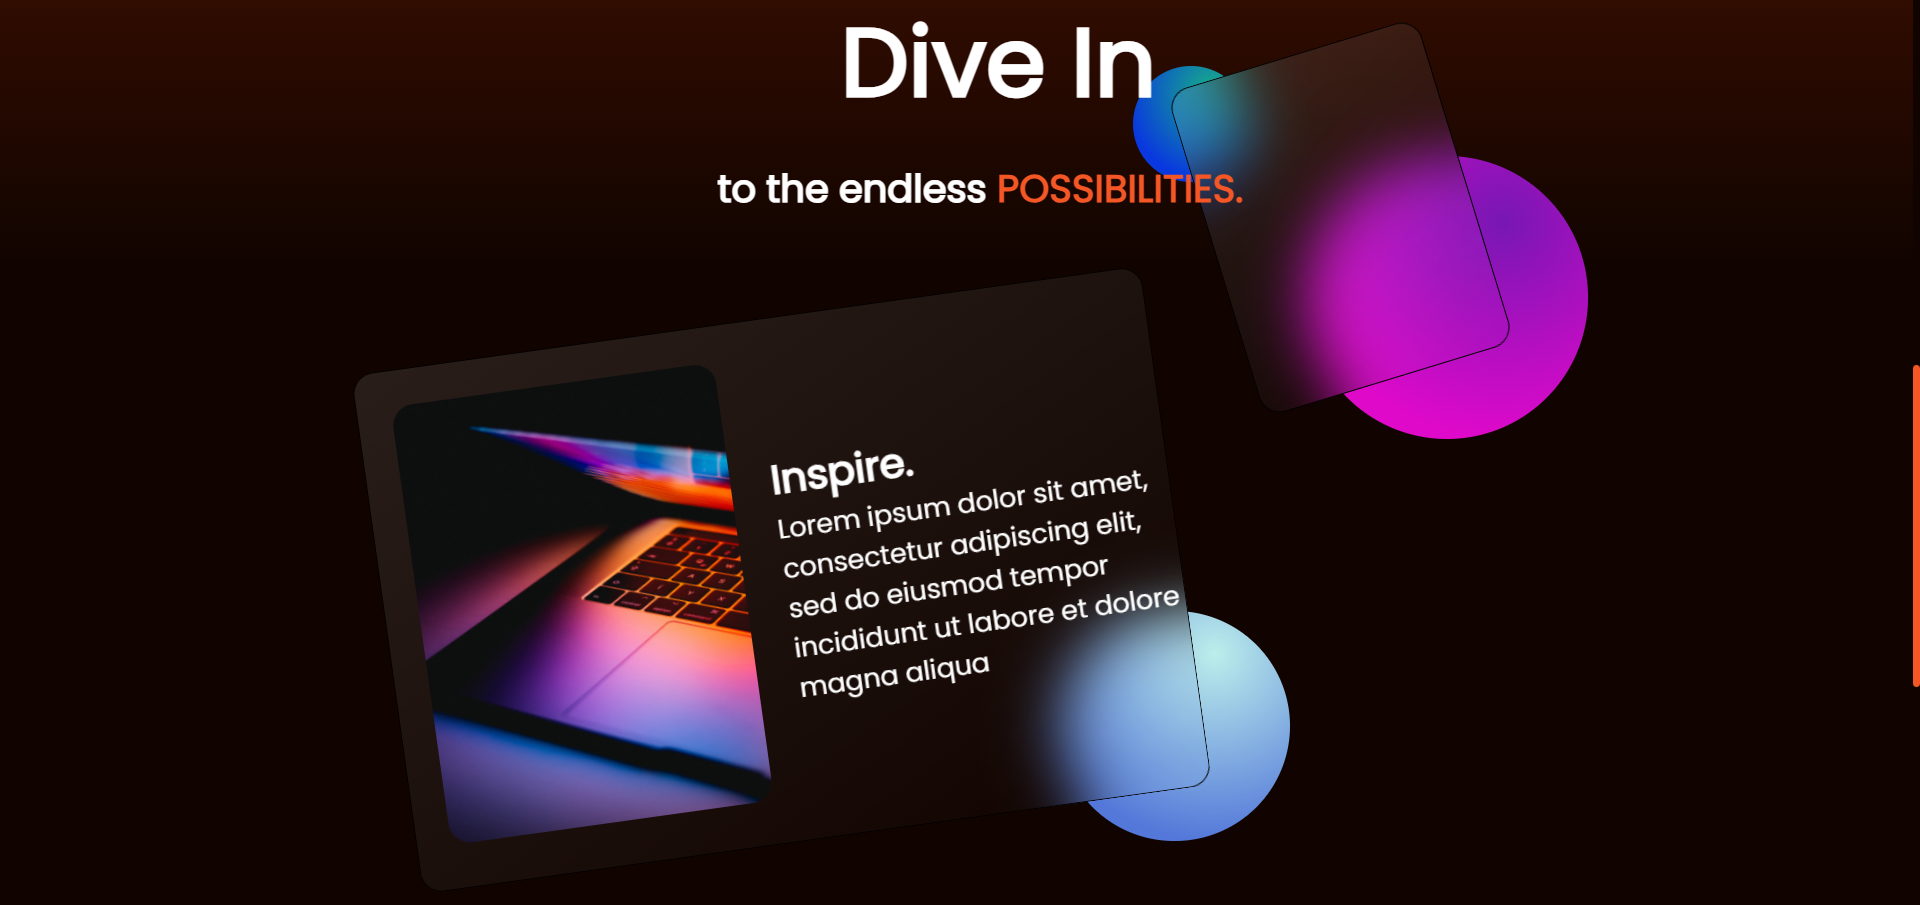 Dive In
to the endless POSSIBILITIES.
Inspire.
Lorem ipsum dolor sit amet,
consectetur adipiscing elit,
sed do eiusmod tempor
incididunt ut labore et dolore
magna aliqua